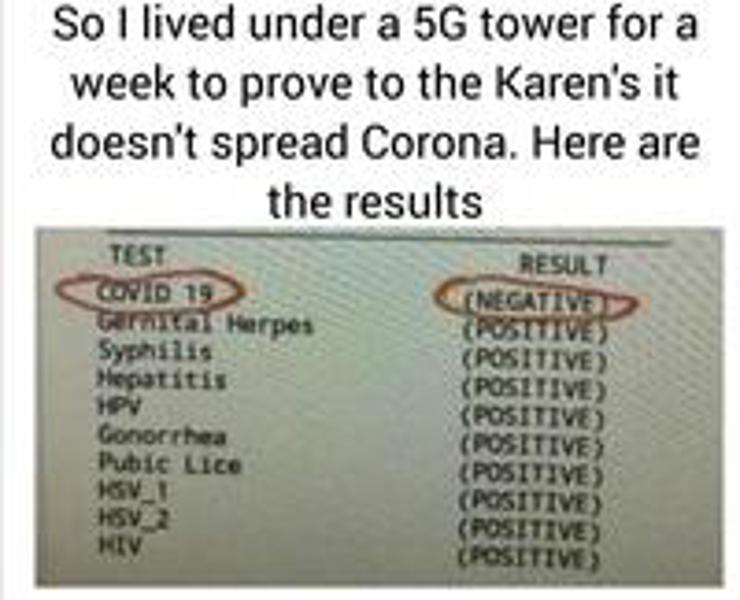 So I lived under a 5G tower for a
week to prove to the Karen's it
doesn't spread Corona. Here are
the results
TEST RESULT
COVID 19 (NEGATIVE)
Gernital Herpes (POSITIVE)
Syphilis (POSITIVE)
Hepatitis (POSITIVE)
HPV (POSITIVE)
Gonorrhea (POSITIVE)
Pubic Lice (POSITIVE)
HSV_1 (POSITIVE)
HSV_2 (POSITIVE)
HIV (POSITIVE)